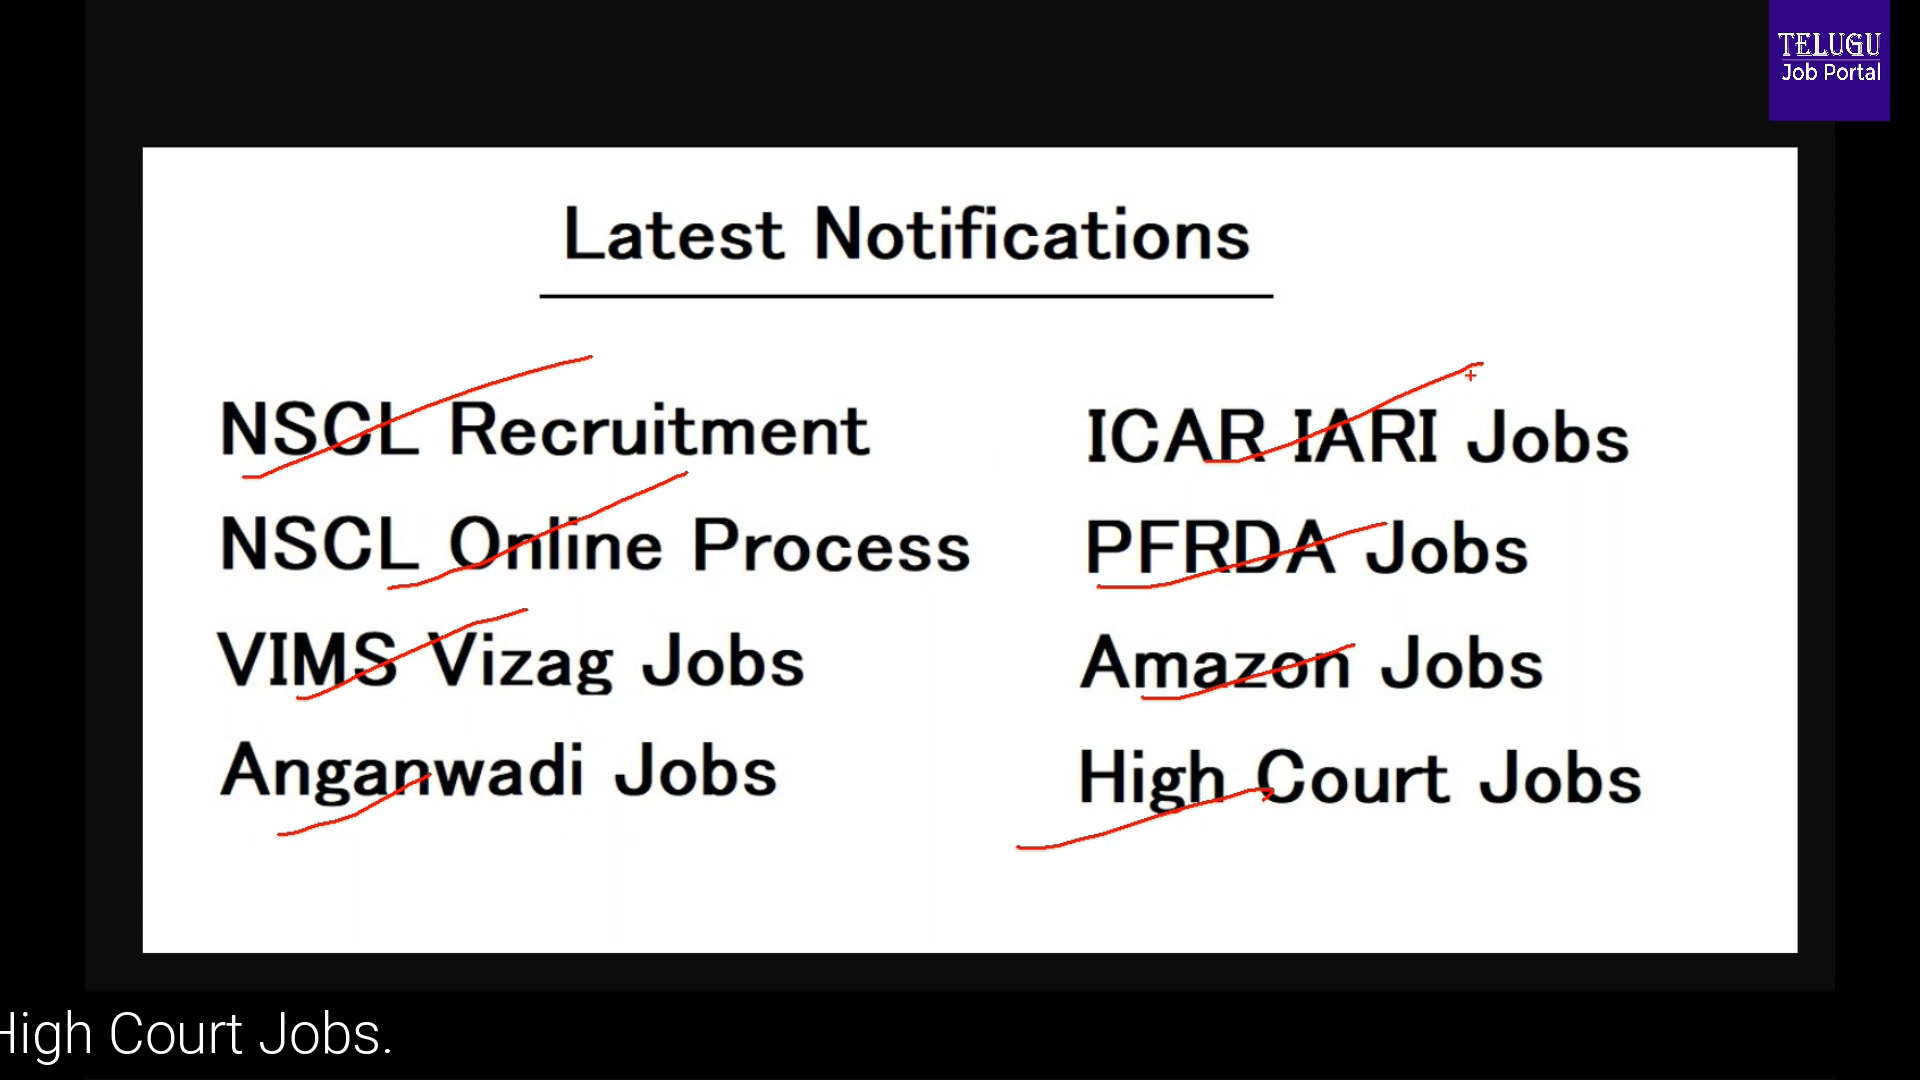 TELUGU
Job Portal
Latest Notifications
NSCL Recruitment
NSCL Online Process
VIMS Vizag Jobs
Anganwadi Jobs
ICAR IARI Jobs
PFRDA Jobs
Amazon Jobs
High Court Jobs
High Court Jobs.